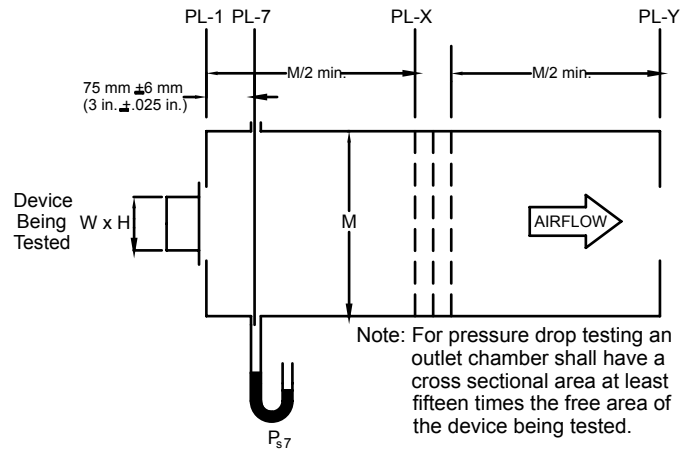 PL-1 PL-7 PL-X PL-Y
M/2 min. M/2 min.
75 mm ±6 mm
(3 in. ±.025 in.)
Device
Being
Tested
W x H
M
AIRFLOW
Note: For pressure drop testing an
outlet chamber shall have a
cross sectional area at least
fifteen times the free area of
the device being tested.
Ps7